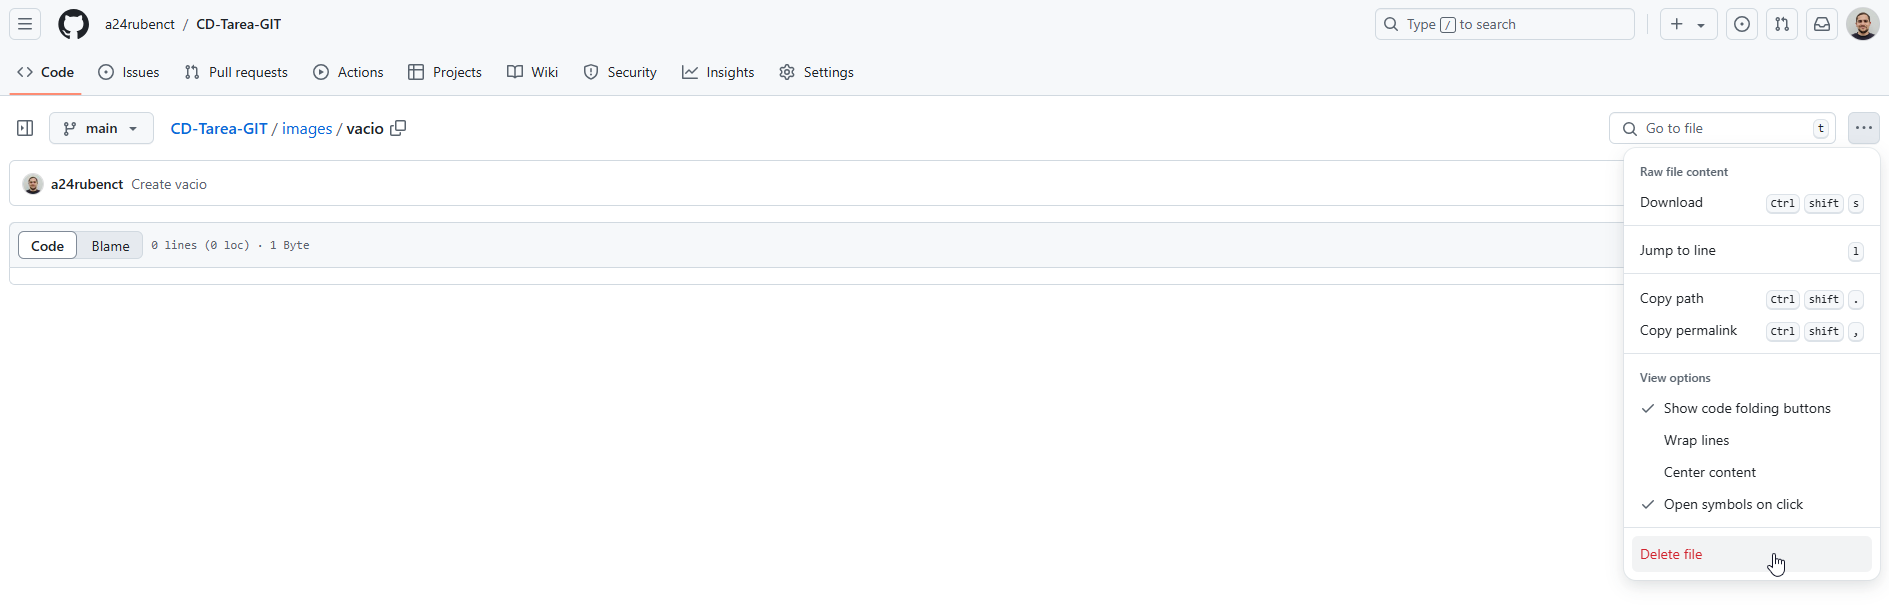 a24rubenct / CD-Tarea-GIT
Type / to search
Code Issues Pull requests Actions Projects Wiki Security Insights Settings
main
CD-Tarea-GIT / images / vacio
Go to file t
a24rubenct Create vacio
Code Blame 0 lines (0 loc) · 1 Byte
Raw file content
Download Ctrl shift s
Jump to line l
Copy path Ctrl shift .
Copy permalink Ctrl shift ,
View options
Show code folding buttons
Wrap lines
Center content
Open symbols on click
Delete file